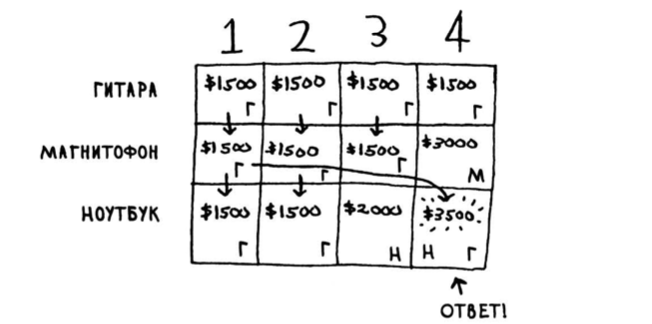 1 2 3 4
ГИТАРА $1500 Г $1500 Г $1500 Г $1500 Г
МАГНИТОФОН $1500 Г $1500 Г $1500 Г $3000 М
НОУТБУК $1500 Г $1500 Г $2000 Н $3500 Н Г
ОТВЕТ!